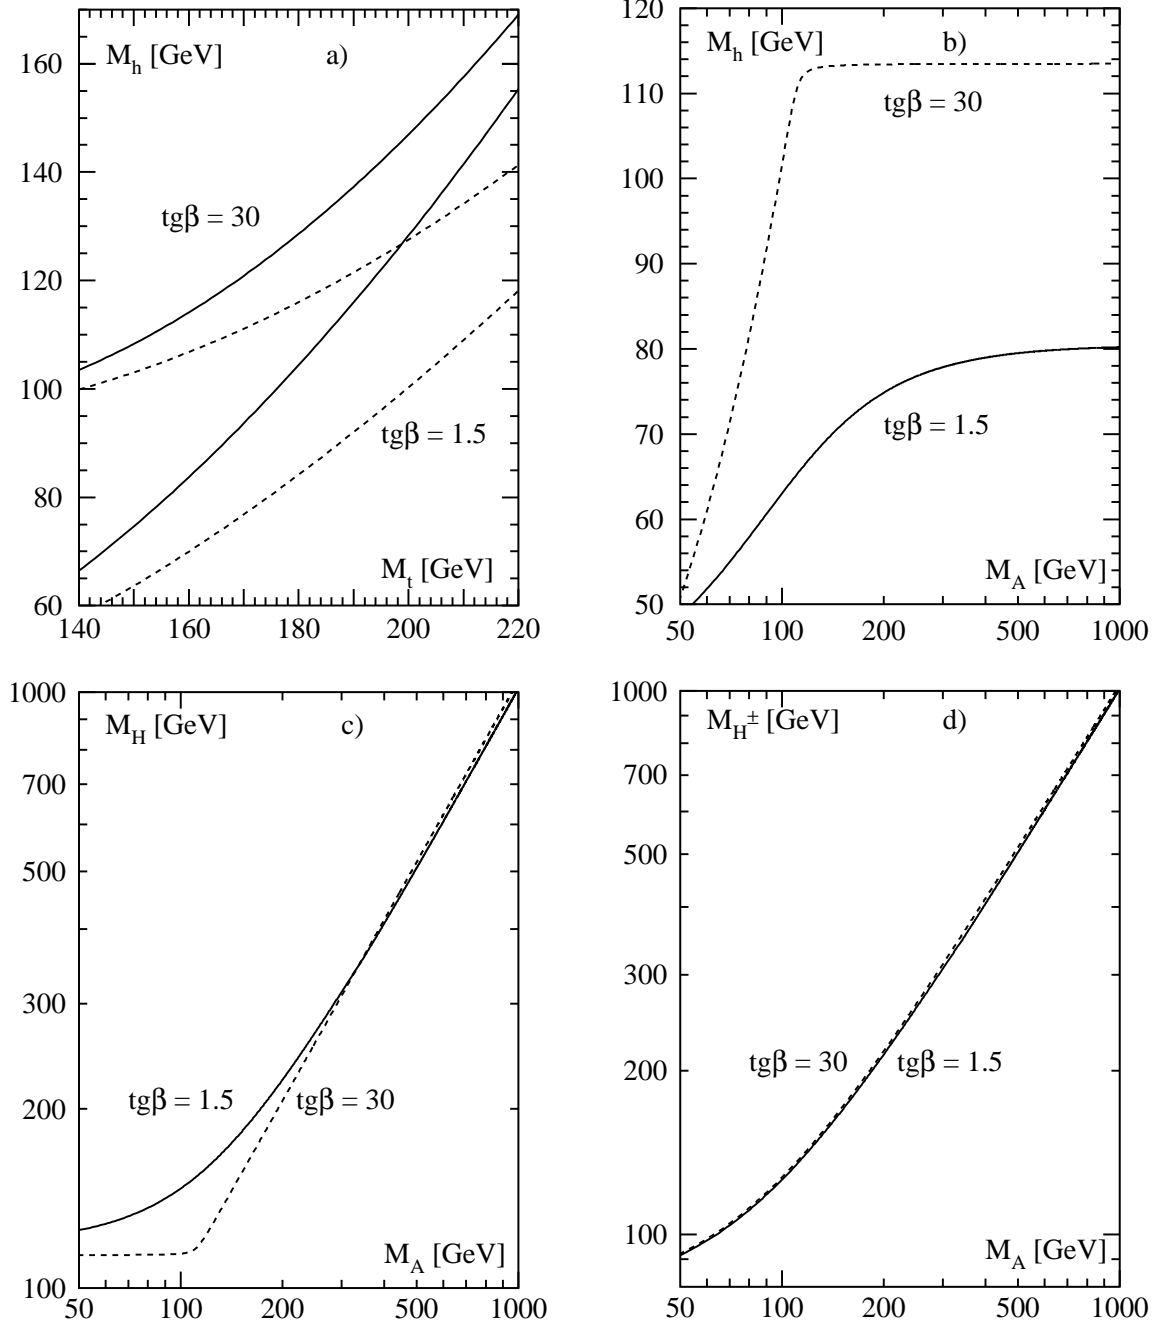 M_h [GeV] a)
160
140
tgβ = 30
120
100
tgβ = 1.5
80
M_t [GeV]
60
140 160 180 200 220
120
M_h [GeV] b)
110
tgβ = 30
100
90
80
tgβ = 1.5
70
60
M_A [GeV]
50
50 100 200 500 1000
1000
M_H [GeV] c)
700
500
300
tgβ = 1.5 tgβ = 30
200
M_A [GeV]
100
50 100 200 500 1000
1000
M_H± [GeV] d)
700
500
300
tgβ = 30 tgβ = 1.5
200
100
M_A [GeV]
50 100 200 500 1000